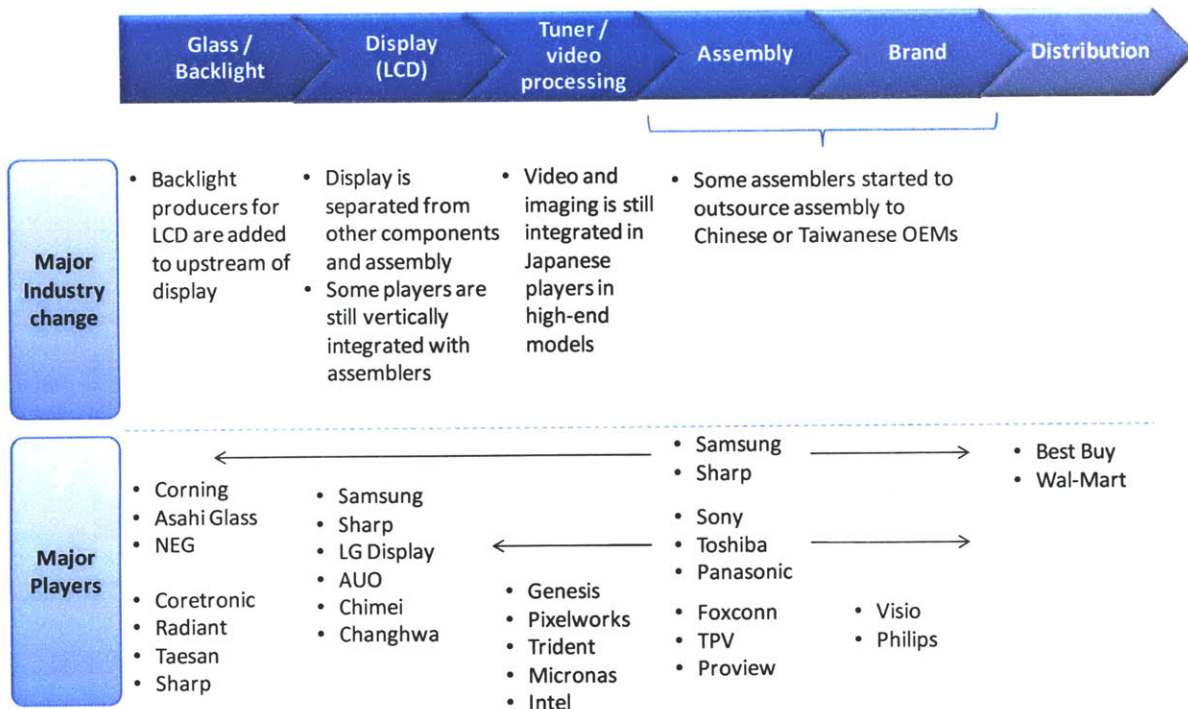 Glass /
Backlight
Display
(LCD)
Tuner /
video
processing
Assembly
Brand
Distribution
Major
Industry
change
• Backlight
producers for
LCD are added
to upstream of
display
• Display is
separated from
other components
and assembly
• Some players are
still vertically
integrated with
assemblers
• Video and
imaging is still
integrated in
Japanese
players in
high-end
models
• Some assemblers started to
outsource assembly to
Chinese or Taiwanese OEMs
Major
Players
• Corning
• Asahi Glass
• NEG
• Coretronic
• Radiant
• Taesan
• Sharp
• Samsung
• Sharp
• LG Display
• AUO
• Chimei
• Changhwa
• Genesis
• Pixelworks
• Trident
• Micronas
• Intel
• Samsung
• Sharp
• Sony
• Toshiba
• Panasonic
• Foxconn
• TPV
• Proview
• Visio
• Philips
• Best Buy
• Wal-Mart